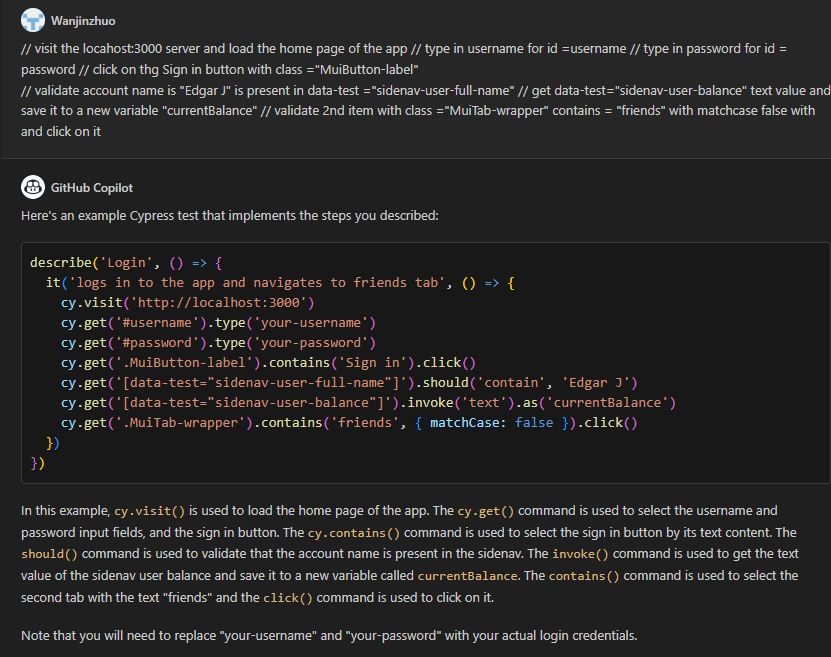 Wanjinzhuo
// visit the locahost:3000 server and load the home page of the app // type in username for id =username // type in password for id =
password // click on thg Sign in button with class ="MuiButton-label"
// validate account name is "Edgar J" is present in data-test ="sidenav-user-full-name" // get data-test="sidenav-user-balance" text value and
save it to a new variable "currentBalance" // validate 2nd item with class ="MuiTab-wrapper" contains = "friends" with matchcase false with
and click on it
GitHub Copilot
Here's an example Cypress test that implements the steps you described:
describe('Login', () => {
  it('logs in to the app and navigates to friends tab', () => {
    cy.visit('http://localhost:3000')
    cy.get('#username').type('your-username')
    cy.get('#password').type('your-password')
    cy.get('.MuiButton-label').contains('Sign in').click()
    cy.get('[data-test="sidenav-user-full-name"]').should('contain', 'Edgar J')
    cy.get('[data-test="sidenav-user-balance"]').invoke('text').as('currentBalance')
    cy.get('.MuiTab-wrapper').contains('friends', { matchCase: false }).click()
  })
})
In this example, cy.visit() is used to load the home page of the app. The cy.get() command is used to select the username and
password input fields, and the sign in button. The cy.contains() command is used to select the sign in button by its text content. The
should() command is used to validate that the account name is present in the sidenav. The invoke() command is used to get the text
value of the sidenav user balance and save it to a new variable called currentBalance. The contains() command is used to select the
second tab with the text "friends" and the click() command is used to click on it.
Note that you will need to replace "your-username" and "your-password" with your actual login credentials.